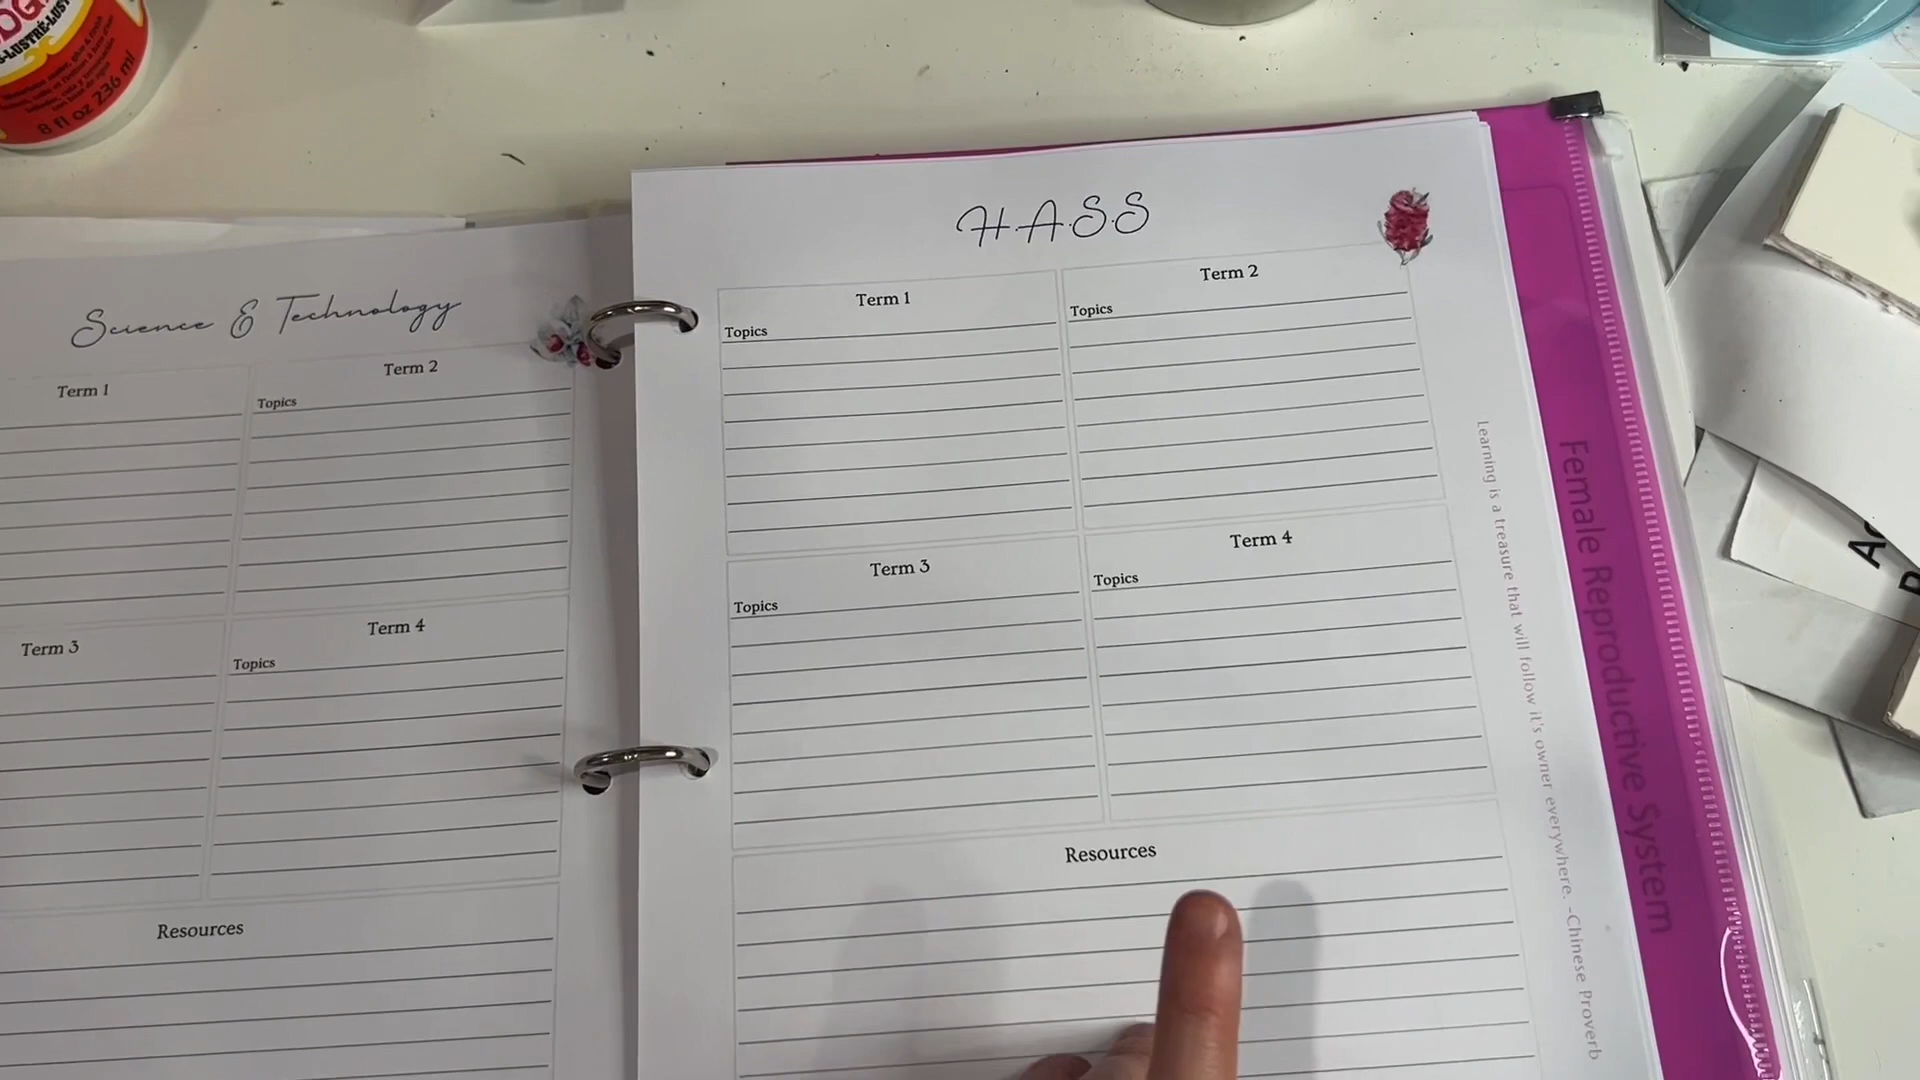 8 fl oz 236 ml
Science & Technology
Term 1
Term 2
Topics
Term 3
Term 4
Topics
Resources
H.A.S.S
Term 1
Topics
Term 2
Topics
Term 3
Topics
Term 4
Topics
Resources
Learning is a treasure that will follow it's owner everywhere. -Chinese Proverb
Female Reproductive System